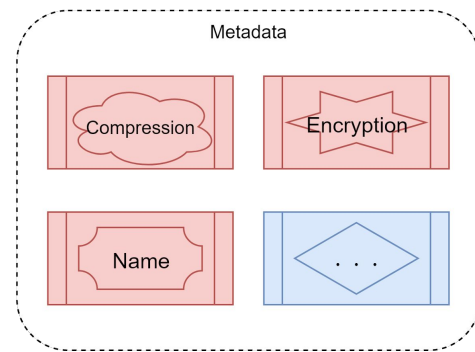 Metadata
Compression
Encryption
Name
. . .